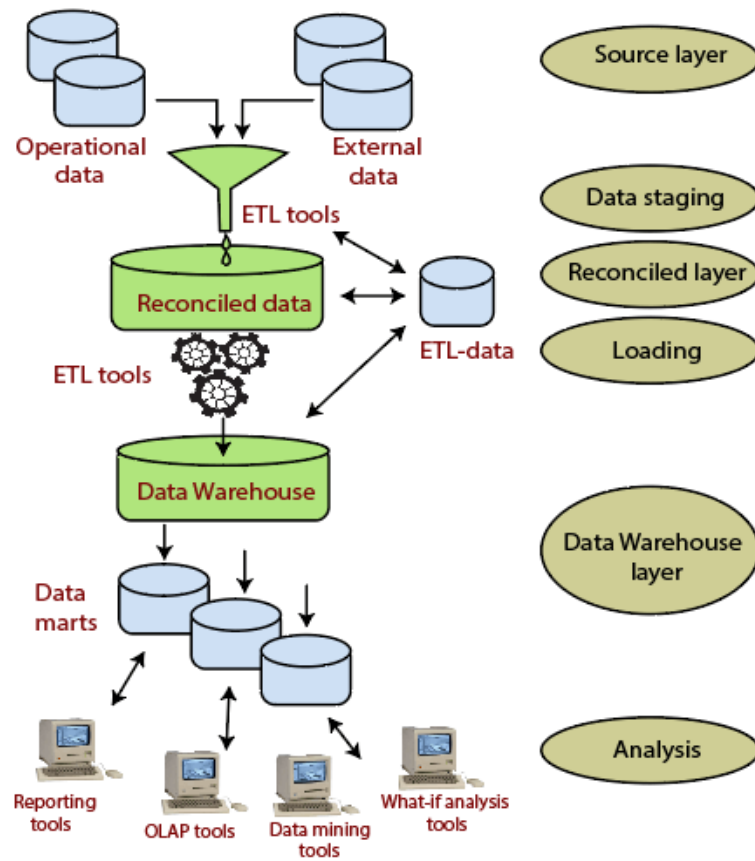 Source layer
Operational
data
External
data
ETL tools
Data staging
Reconciled layer
Reconciled data
ETL-data
Loading
ETL tools
Data Warehouse
Data Warehouse
layer
Data
marts
Analysis
Reporting
tools
OLAP tools
Data mining
tools
What-if analysis
tools